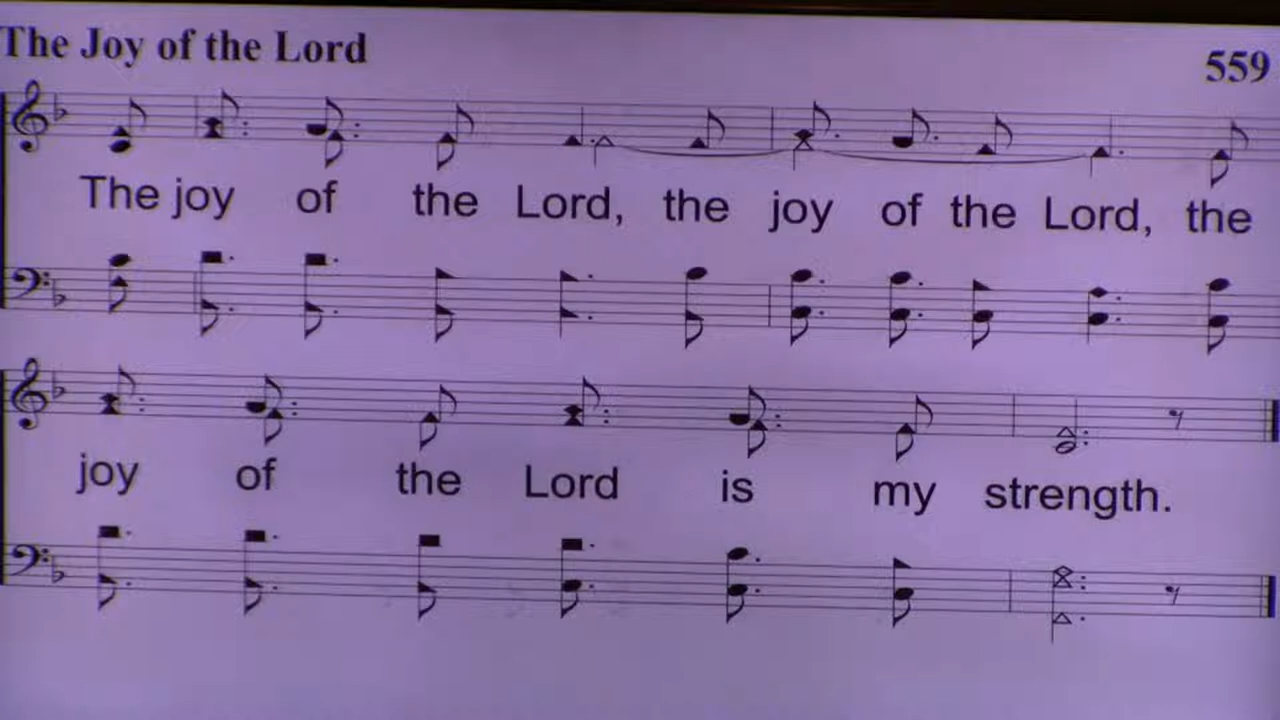 The Joy of the Lord 559
The joy of the Lord, the joy of the Lord, the
joy of the Lord is my strength.